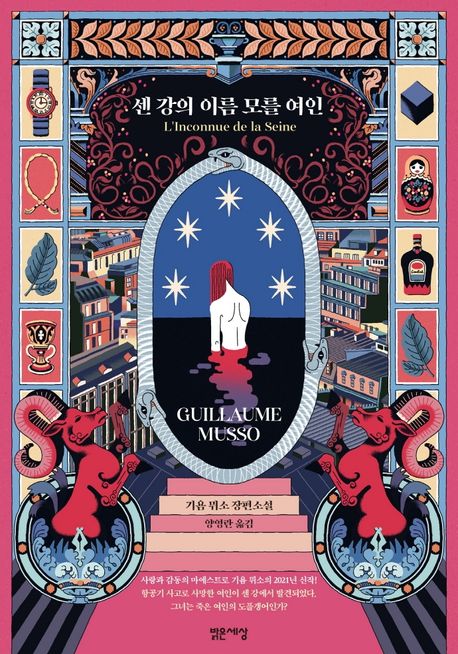 센 강의 이름 모를 여인
L'Inconnue de la Seine
GUILLAUME
MUSSO
기욤 뮈소 장편소설
양영란 옮김
사랑과 감동의 마에스트로 기욤 뮈소의 2021년 신작!
항공기 사고로 사망한 여인이 센 강에서 발견되었다.
그녀는 죽은 여인의 도플갱어인가?
밝은세상